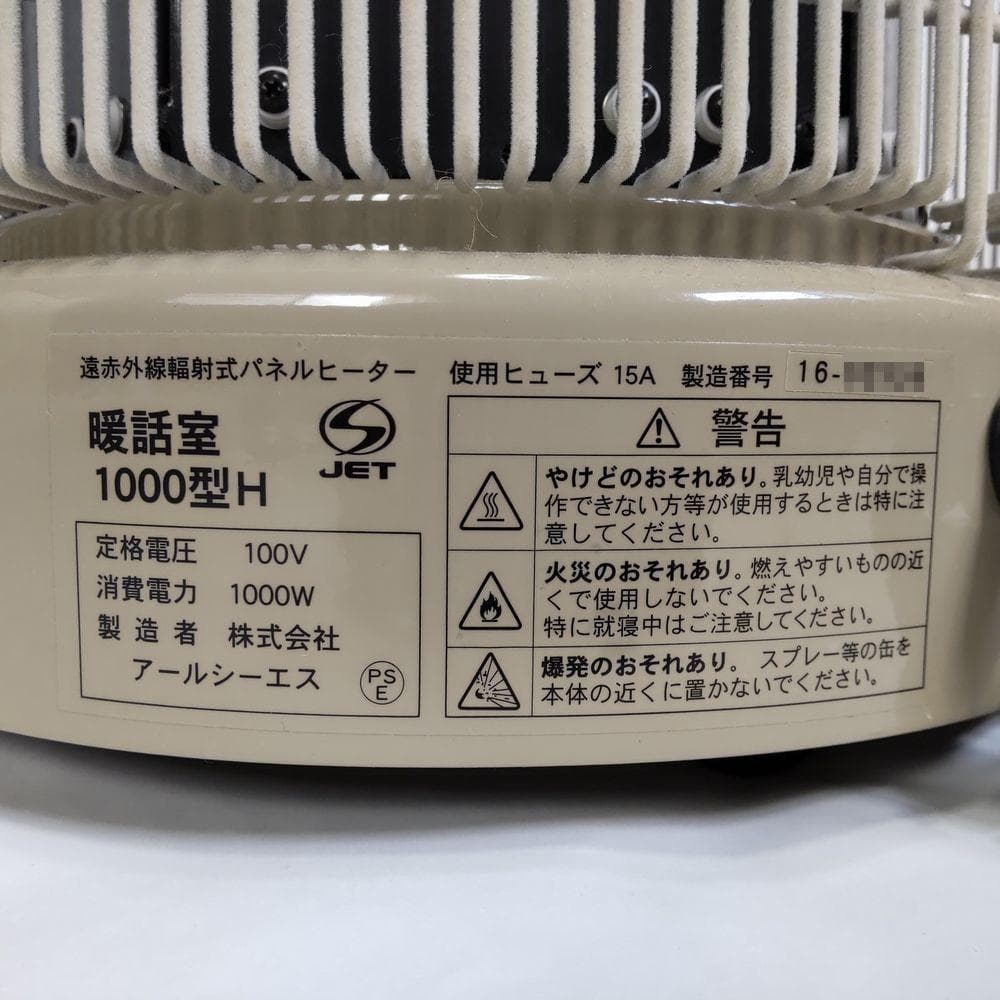 遠赤外線輻射式パネルヒーター
暖話室
1000型H
JET
定格電圧 100V
消費電力 1000W
製造者 株式会社
アールシーエス
PS
E
使用ヒューズ 15A 製造番号 16-
警告
やけどのおそれあり。乳幼児や自分で操
作できない方等が使用するときは特に注
意してください。
火災のおそれあり。燃えやすいものの近
くで使用しないでください。
特に就寝中はご注意してください。
爆発のおそれあり。 スプレー等の缶を
本体の近くに置かないでください。